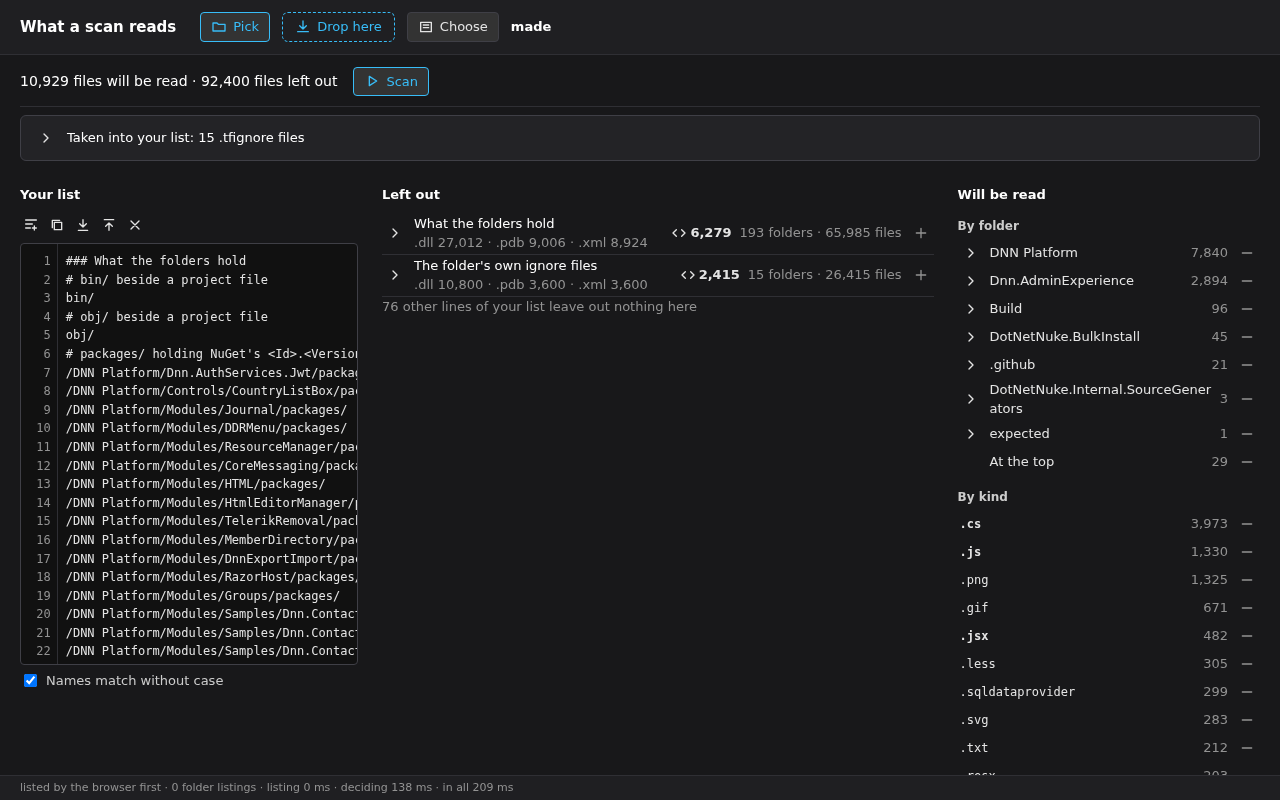 What a scan reads
Pick
Drop here
Choose
made
10,929 files will be read · 92,400 files left out
Scan
Taken into your list: 15 .tfignore files
Your list
1 ### What the folders hold
2 # bin/ beside a project file
3 bin/
4 # obj/ beside a project file
5 obj/
6 # packages/ holding NuGet's <Id>.<Version
7 /DNN Platform/Dnn.AuthServices.Jwt/packag
8 /DNN Platform/Controls/CountryListBox/pac
9 /DNN Platform/Modules/Journal/packages/
10 /DNN Platform/Modules/DDRMenu/packages/
11 /DNN Platform/Modules/ResourceManager/pac
12 /DNN Platform/Modules/CoreMessaging/packa
13 /DNN Platform/Modules/HTML/packages/
14 /DNN Platform/Modules/HtmlEditorManager/p
15 /DNN Platform/Modules/TelerikRemoval/pack
16 /DNN Platform/Modules/MemberDirectory/pac
17 /DNN Platform/Modules/DnnExportImport/pac
18 /DNN Platform/Modules/RazorHost/packages/
19 /DNN Platform/Modules/Groups/packages/
20 /DNN Platform/Modules/Samples/Dnn.Contact
21 /DNN Platform/Modules/Samples/Dnn.Contact
22 /DNN Platform/Modules/Samples/Dnn.Contact
Names match without case
Left out
What the folders hold
.dll 27,012 · .pdb 9,006 · .xml 8,924
6,279 193 folders · 65,985 files
The folder's own ignore files
.dll 10,800 · .pdb 3,600 · .xml 3,600
2,415 15 folders · 26,415 files
76 other lines of your list leave out nothing here
Will be read
By folder
DNN Platform 7,840
Dnn.AdminExperience 2,894
Build 96
DotNetNuke.BulkInstall 45
.github 21
DotNetNuke.Internal.SourceGener
ators 3
expected 1
At the top 29
By kind
.cs 3,973
.js 1,330
.png 1,325
.gif 671
.jsx 482
.less 305
.sqldataprovider 299
.svg 283
.txt 212
listed by the browser first · 0 folder listings · listing 0 ms · deciding 138 ms · in all 209 ms